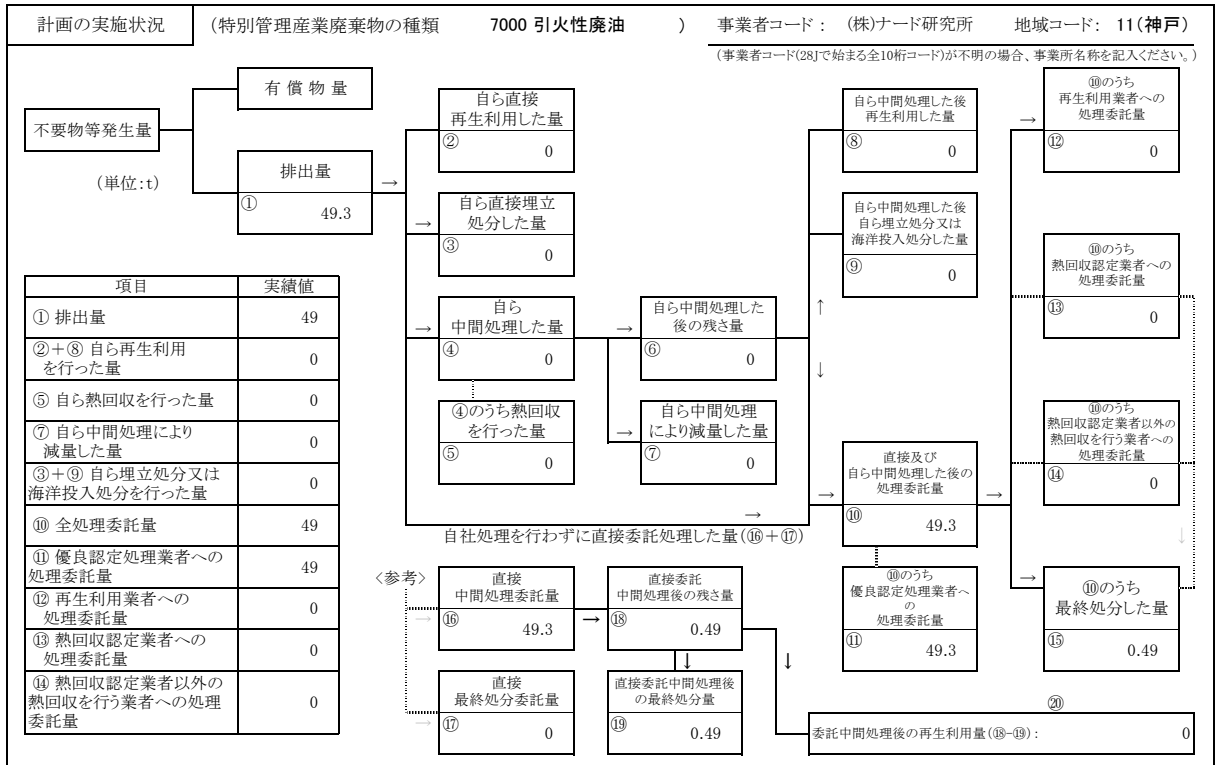 計画の実施状況
(特別管理産業廃棄物の種類 7000 引火性廃油 )
事業者コード： (株)ナード研究所 地域コード： 11(神戸)
(事業者コード(28Jで始まる全10桁コード)が不明の場合、事業所名称を記入ください。)
不要物等発生量
(単位：t)
有償物量
排出量
① 49.3
→
自ら直接
再生利用した量
② 0
→
自ら直接埋立
処分した量
③ 0
→
自ら
中間処理した量
④ 0
④のうち熱回収
を行った量
⑤ 0
→
自ら中間処理した
後の残さ量
⑥ 0
→
自ら中間処理
により減量した量
⑦ 0
自ら中間処理した後
再生利用した量
⑧ 0
自ら中間処理した後
自ら埋立処分又は
海洋投入処分した量
⑨ 0
↑
↓
→
自社処理を行わずに直接委託処理した量(⑯＋⑰)
→
直接及び
自ら中間処理した後の
処理委託量
⑩ 49.3
→
⑩のうち
優良認定処理業者へ
の
処理委託量
⑪ 49.3
→
⑩のうち
再生利用業者への
処理委託量
⑫ 0
⑩のうち
熱回収認定業者への
処理委託量
⑬ 0
⑩のうち
熱回収認定業者以外の
熱回収を行う業者への
処理委託量
⑭ 0
↓
→
⑩のうち
最終処分した量
⑮ 0.49
項目 実績値
① 排出量 49
②＋⑧ 自ら再生利用
を行った量 0
⑤ 自ら熱回収を行った量 0
⑦ 自ら中間処理により
減量した量 0
③＋⑨ 自ら埋立処分又は
海洋投入処分を行った量 0
⑩ 全処理委託量 49
⑪ 優良認定処理業者への
処理委託量 49
⑫ 再生利用業者への
処理委託量 0
⑬ 熱回収認定業者への
処理委託量 0
⑭ 熱回収認定業者以外の
熱回収を行う業者への処理
委託量 0
<参考>
→
直接
中間処理委託量
⑯ 49.3
→
直接委託
中間処理後の残さ量
⑱ 0.49
→
直接
最終処分委託量
⑰ 0
↓
直接委託中間処理後
の最終処分量
⑲ 0.49
↓
⑳
委託中間処理後の再生利用量(⑱-⑲)： 0